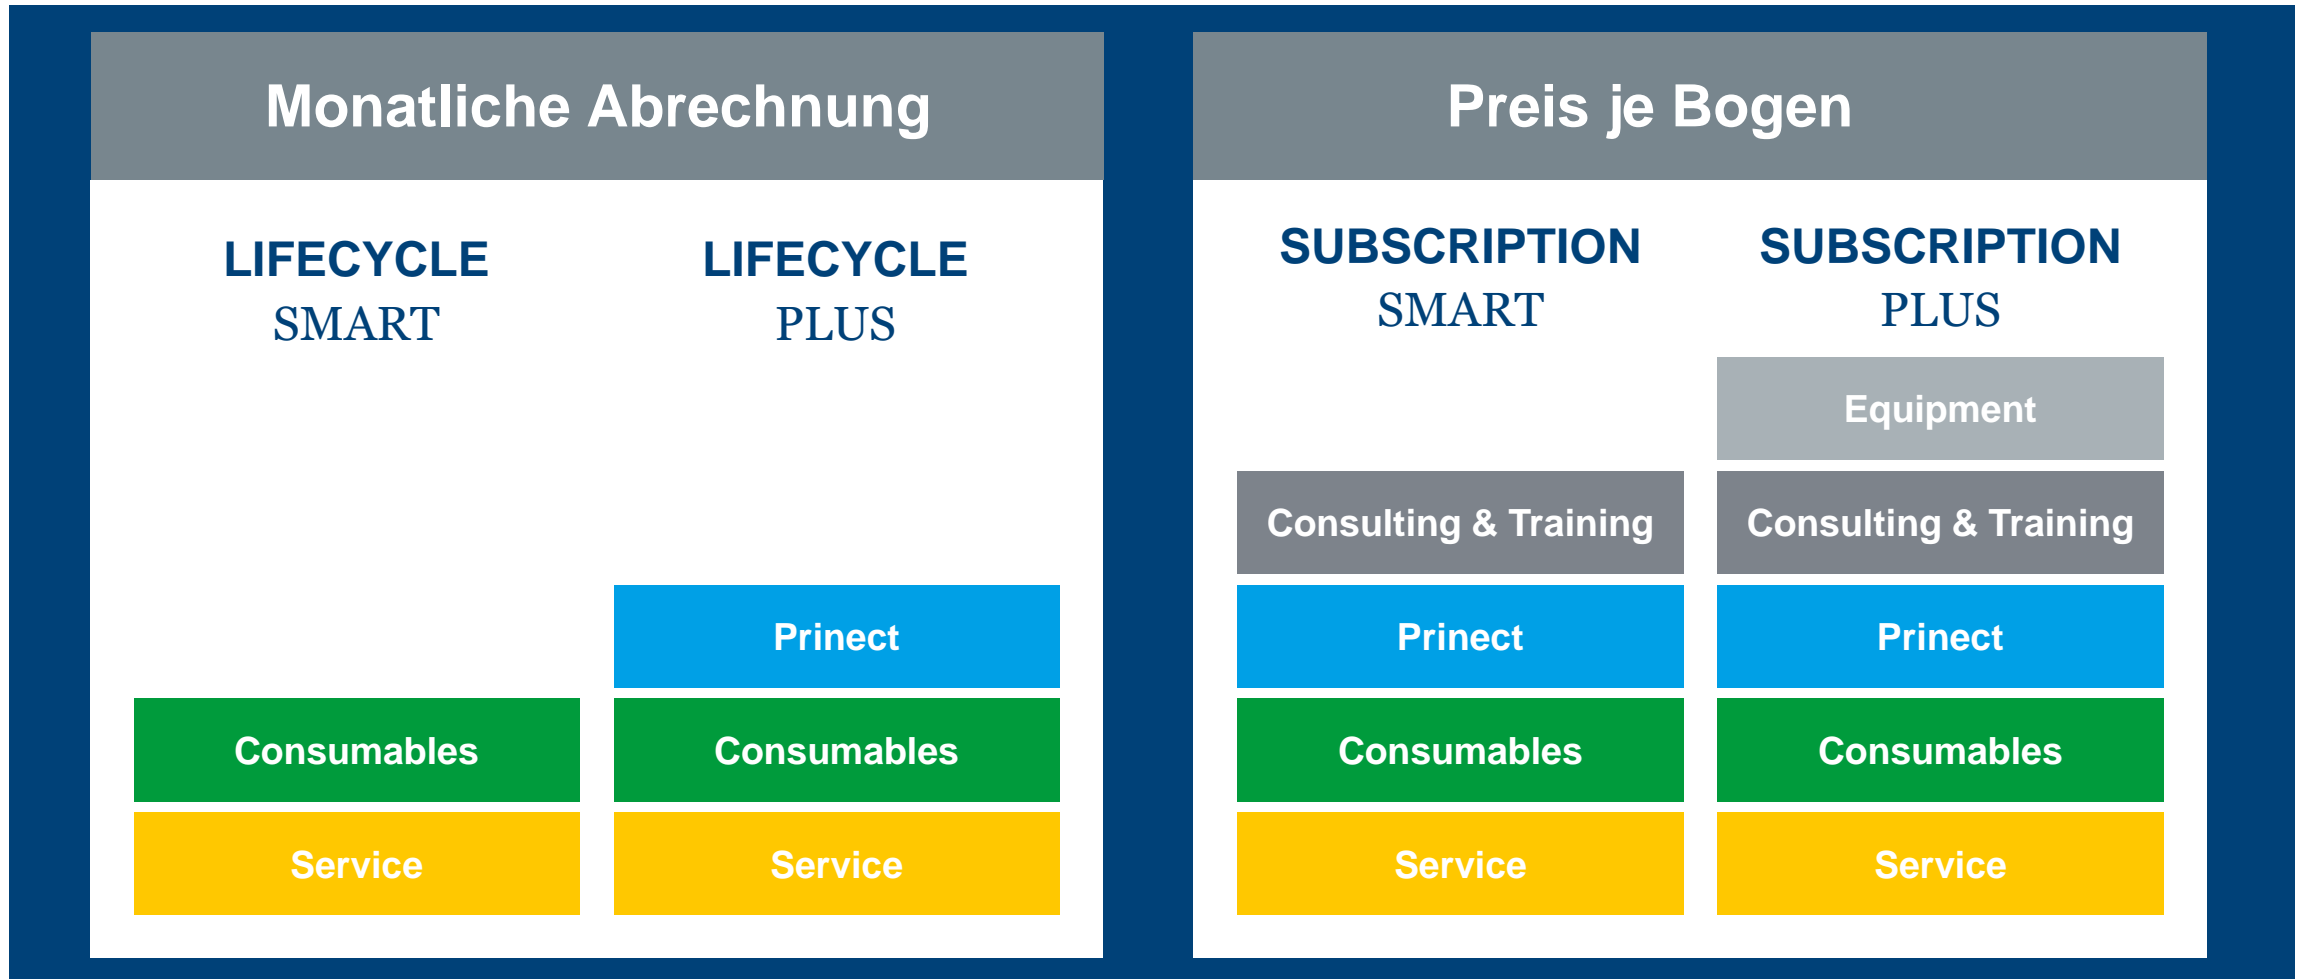 Monatliche Abrechnung
LIFECYCLE
SMART
Consumables
Service
LIFECYCLE
PLUS
Prinect
Consumables
Service
Preis je Bogen
SUBSCRIPTION
SMART
Consulting & Training
Prinect
Consumables
Service
SUBSCRIPTION
PLUS
Equipment
Consulting & Training
Prinect
Consumables
Service